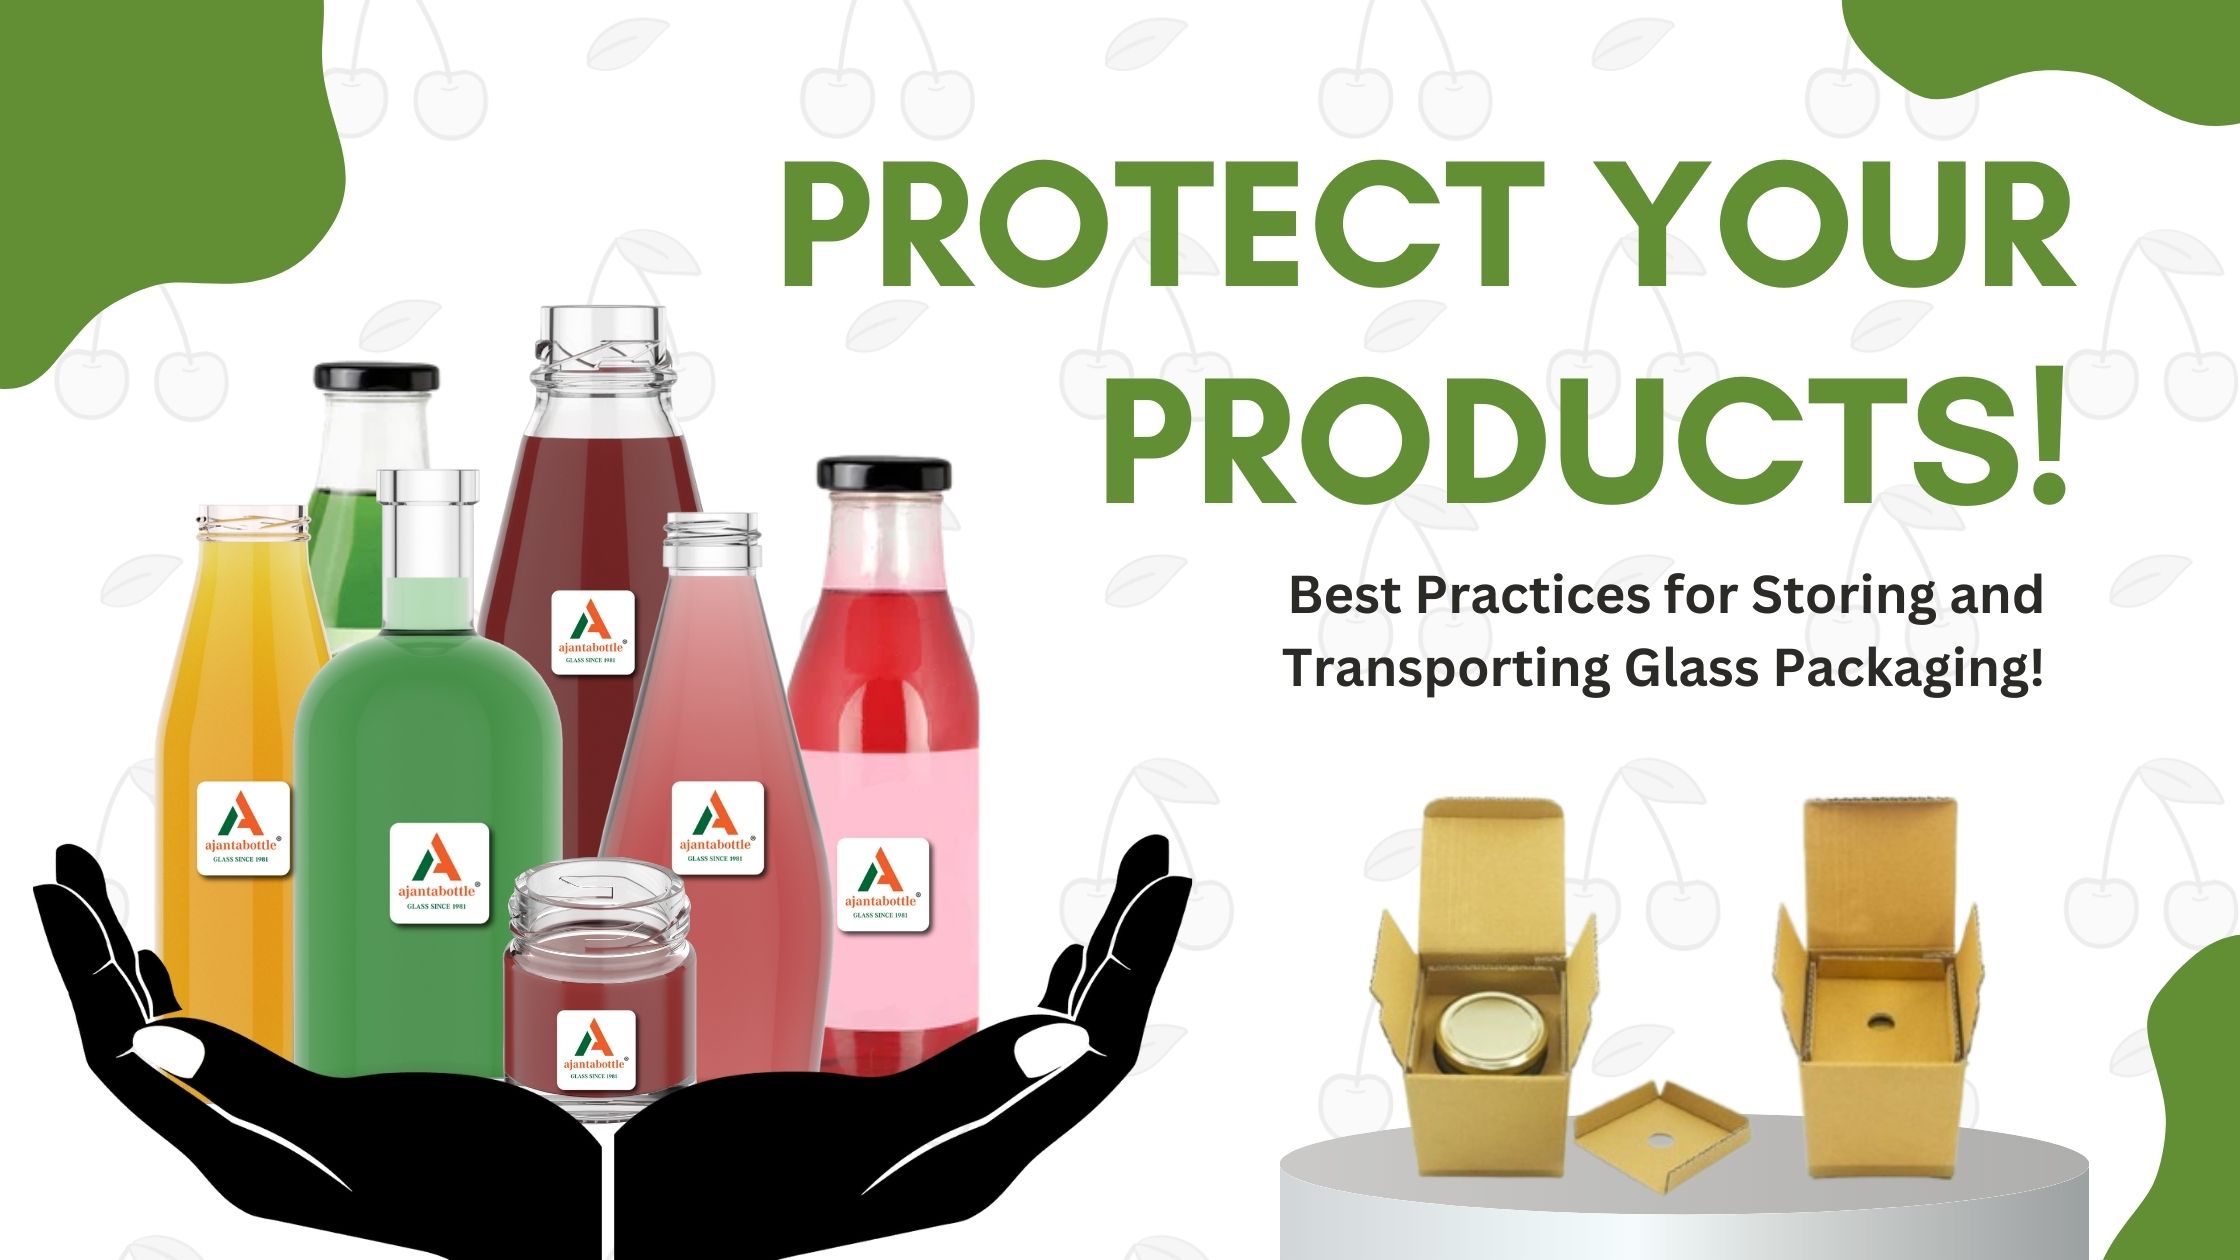 PROTECT YOUR
PRODUCTS!
Best Practices for Storing and
Transporting Glass Packaging!
ajantabottle®
GLASS SINCE 1981
ajantabottle®
GLASS SINCE 1981
ajantabottle®
GLASS SINCE 1981
ajantabottle®
GLASS SINCE 1981
ajantabottle®
GLASS SINCE 1981
ajantabottle®
GLASS SINCE 1981